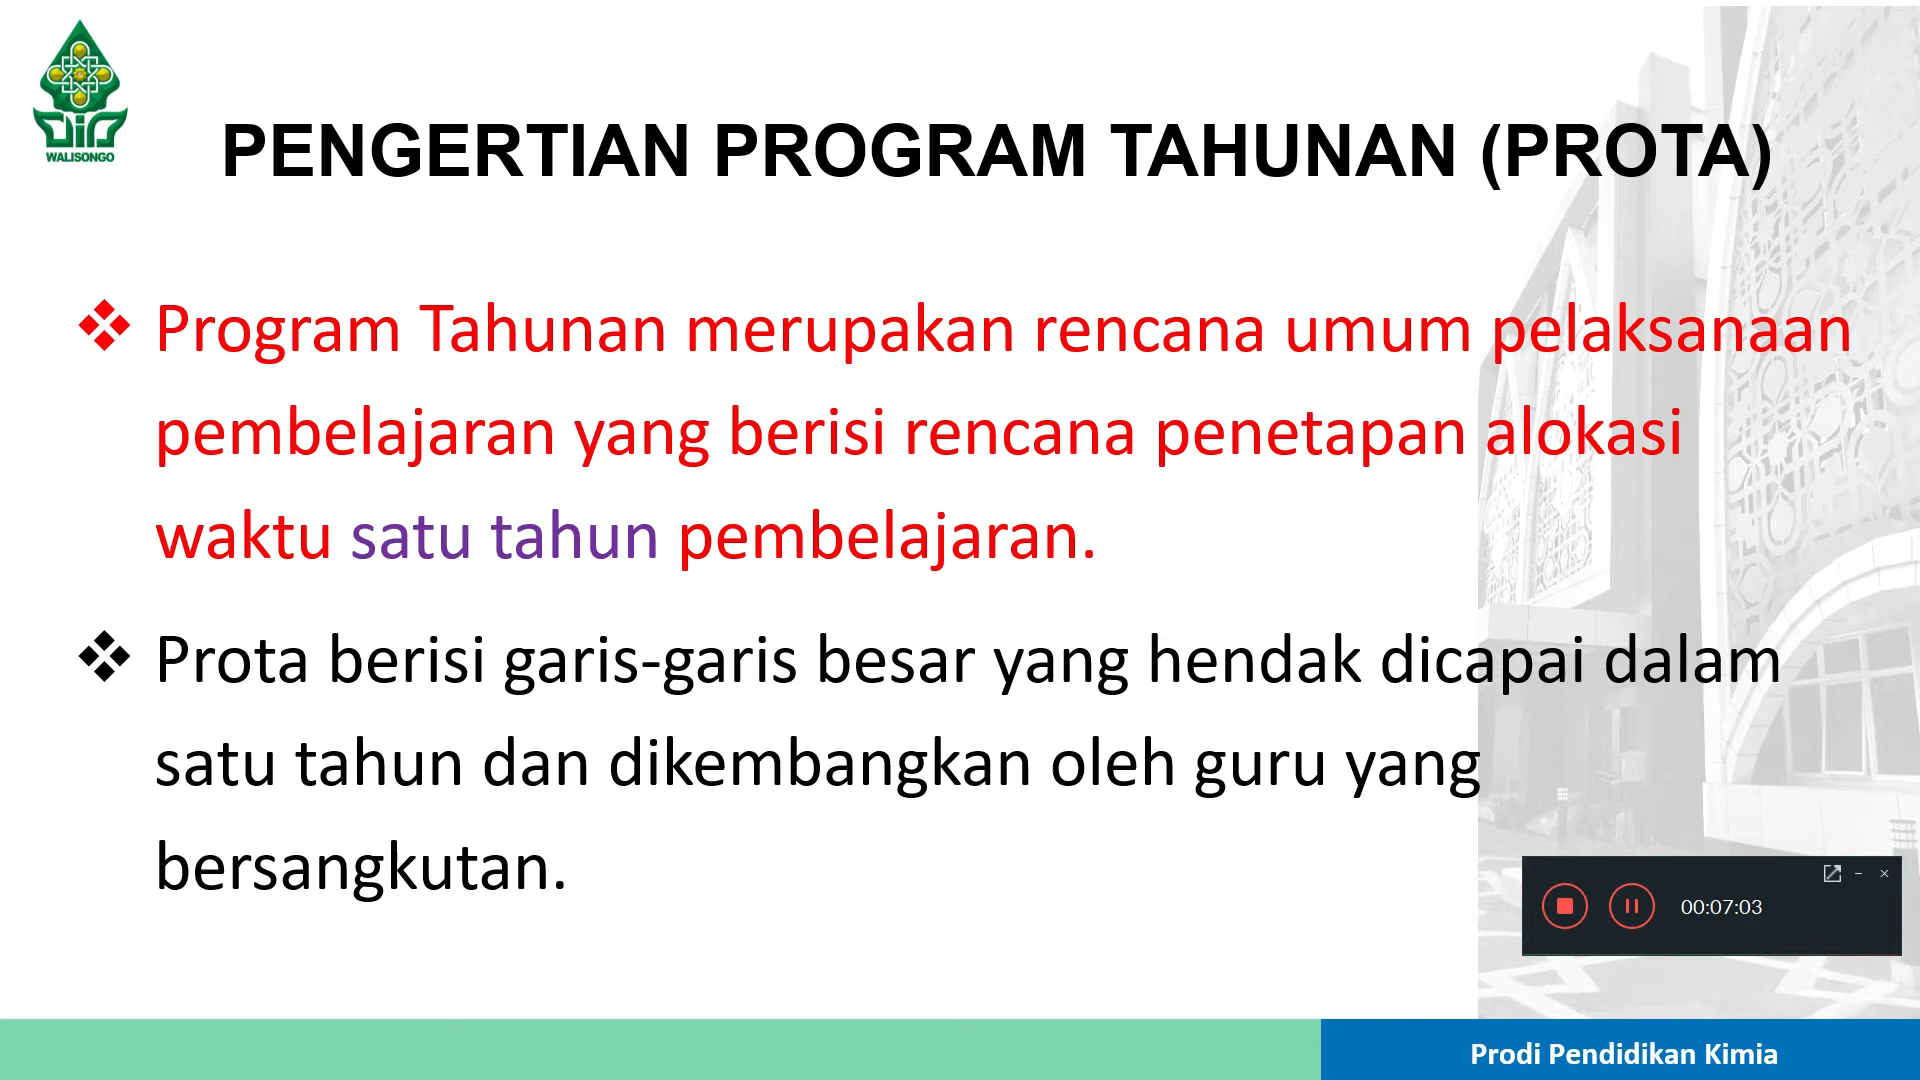 WALISONGO
PENGERTIAN PROGRAM TAHUNAN (PROTA)
❖ Program Tahunan merupakan rencana umum pelaksanaan
pembelajaran yang berisi rencana penetapan alokasi
waktu satu tahun pembelajaran.
❖ Prota berisi garis-garis besar yang hendak dicapai dalam
satu tahun dan dikembangkan oleh guru yang
bersangkutan.
00:07:03
Prodi Pendidikan Kimia